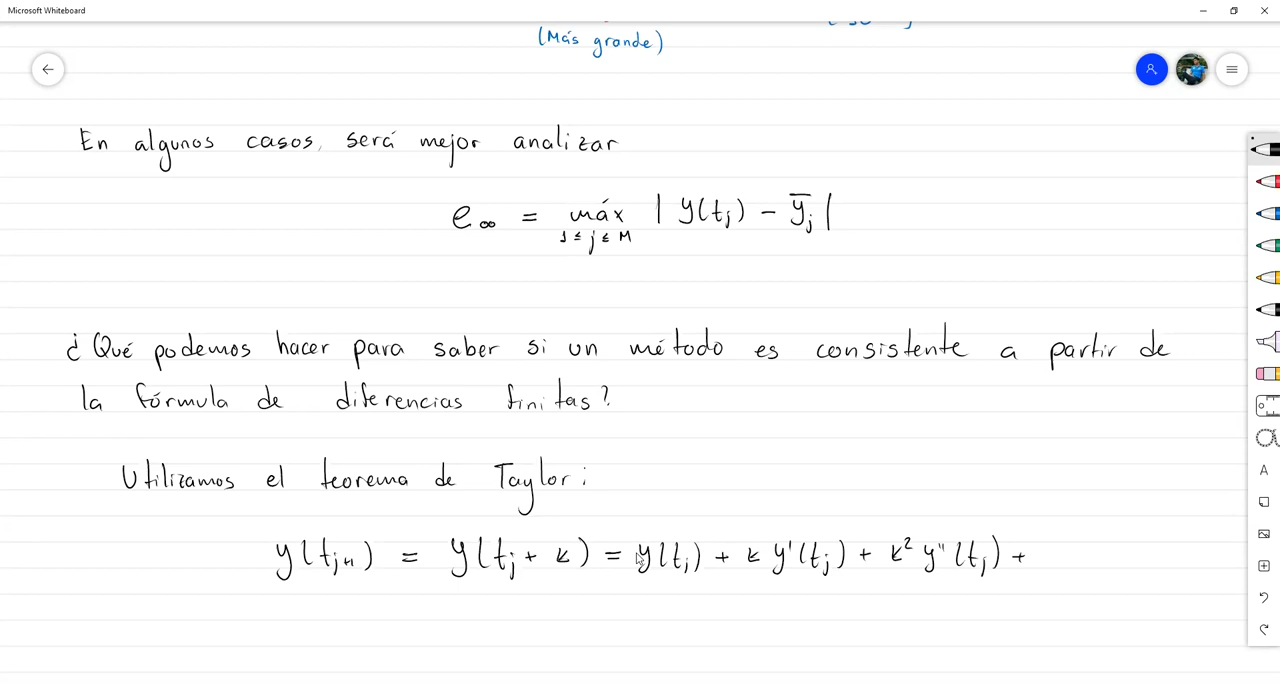 Microsoft Whiteboard
(Más grande)
En algunos casos, será mejor analizar
e∞ = máx | y(tj) - ȳj |
1 ≤ j ≤ M
¿Qué podemos hacer para saber si un método es consistente a partir de
la fórmula de diferencias finitas?
Utilizamos el teorema de Taylor:
y(tj+1) = y(tj + k) = y(tj) + k y'(tj) + k² y''(tj) +
A